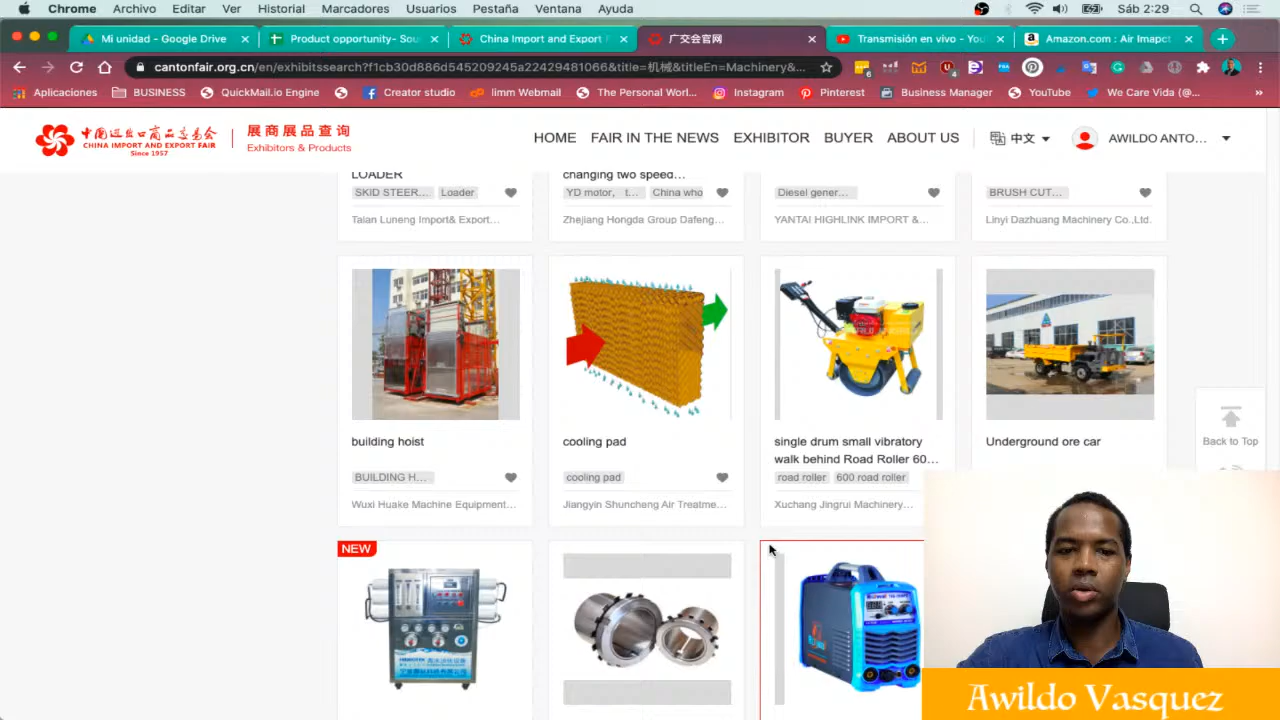 Chrome Archivo Editar Ver Historial Marcadores Usuarios Pestaña Ventana Ayuda Sáb 2:29
Mi unidad - Google Drive Product opportunity- Sou China Import and Export F 广交会官网 Transmisión en vivo - You Amazon.com : Air Imapct
cantonfair.org.cn/en/exhibitssearch?f1cb30d886d545209245a22429481066&title=机械&titleEn=Machinery&...
Aplicaciones BUSINESS QuickMail.io Engine Creator studio Iimm Webmail The Personal Worl... Instagram Pinterest Business Manager YouTube We Care Vida (@... »
中国进出口商品交易会
CHINA IMPORT AND EXPORT FAIR
Since 1957
展商展品查询
Exhibitors & Products
HOME FAIR IN THE NEWS EXHIBITOR BUYER ABOUT US 中文 AWILDO ANTO...
LOADER changing two speed...
SKID STEER... Loader YD motor, t... China who Diesel gener... BRUSH CUT...
Taian Luneng Import& Export... Zhejiang Hongda Group Dafeng... YANTAI HIGHLINK IMPORT &... Linyi Dazhuang Machinery Co.,Ltd.
building hoist cooling pad single drum small vibratory Underground ore car
walk behind Road Roller 60...
BUILDING H... cooling pad road roller 600 road roller
Wuxi Huake Machine Equipment... Jiangyin Shuncheng Air Treatme... Xuchang Jingrui Machinery...
Back to Top
NEW
Awildo Vasquez